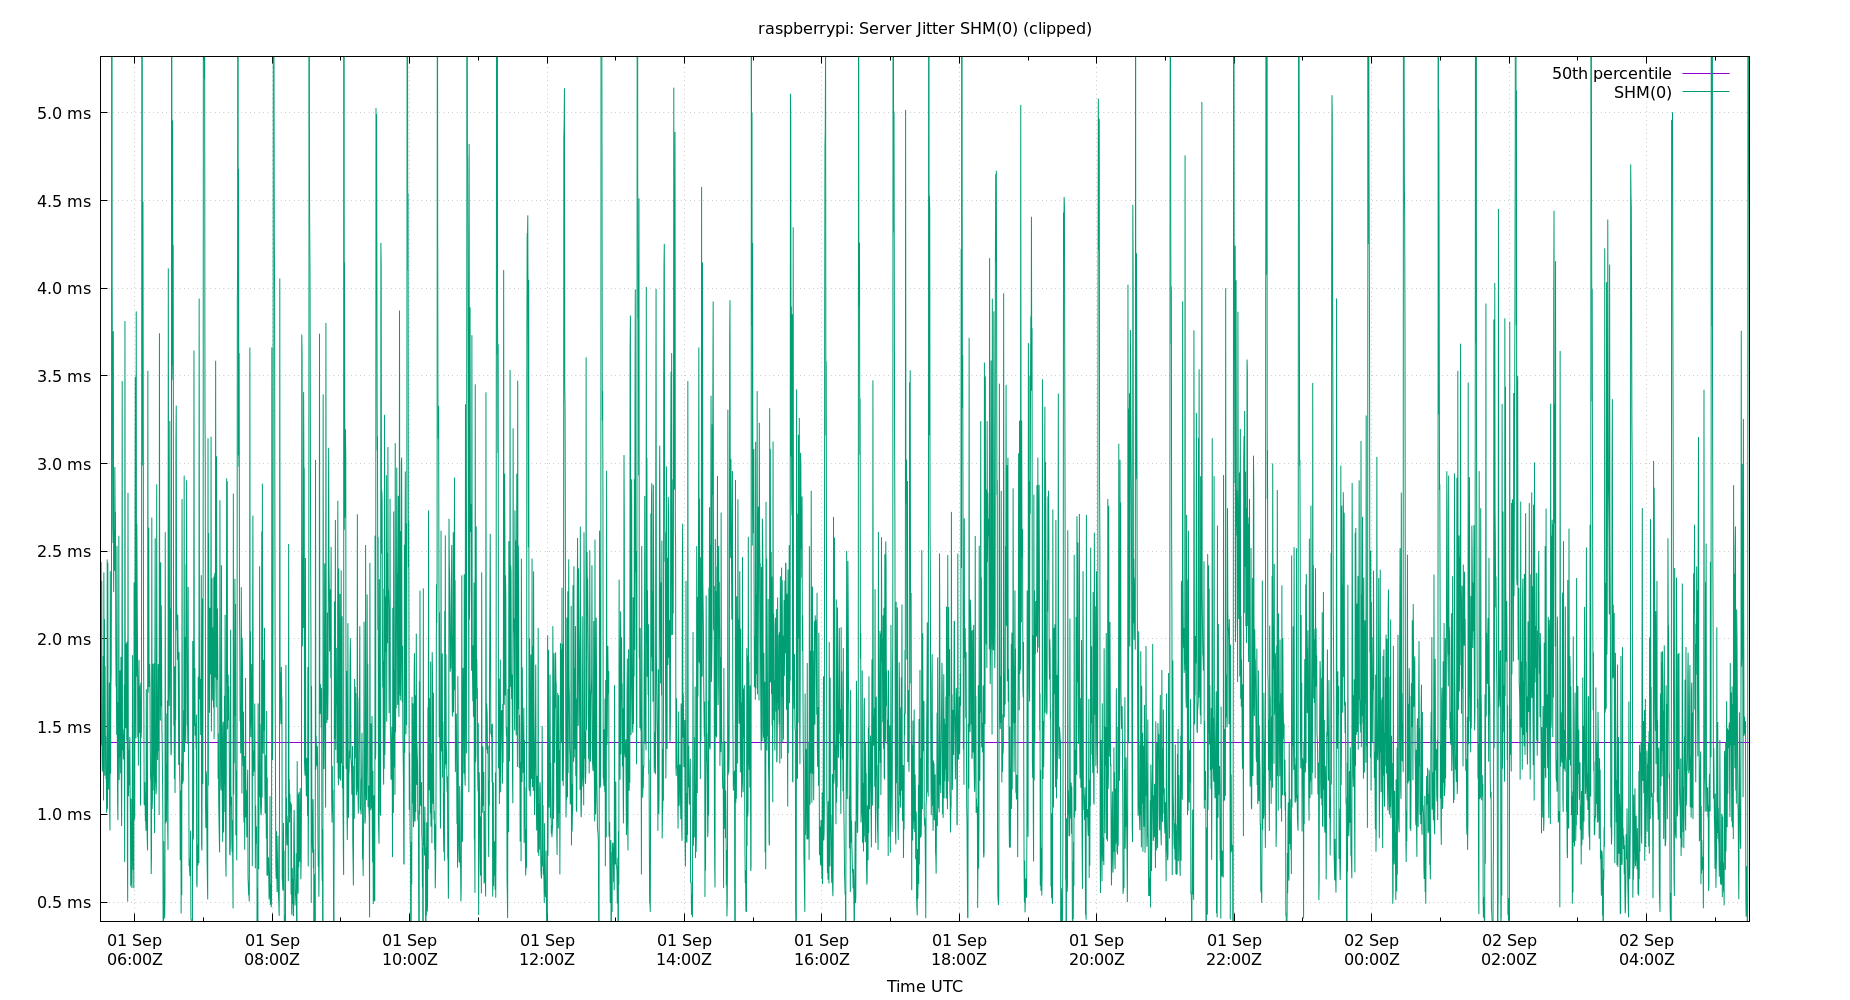 raspberrypi: Server Jitter SHM(0) (clipped)
50th percentile
SHM(0)
5.0 ms
4.5 ms
4.0 ms
3.5 ms
3.0 ms
2.5 ms
2.0 ms
1.5 ms
1.0 ms
0.5 ms
01 Sep 01 Sep 01 Sep 01 Sep 01 Sep 01 Sep 01 Sep 01 Sep 01 Sep 02 Sep 02 Sep 02 Sep
06:00Z 08:00Z 10:00Z 12:00Z 14:00Z 16:00Z 18:00Z 20:00Z 22:00Z 00:00Z 02:00Z 04:00Z
Time UTC